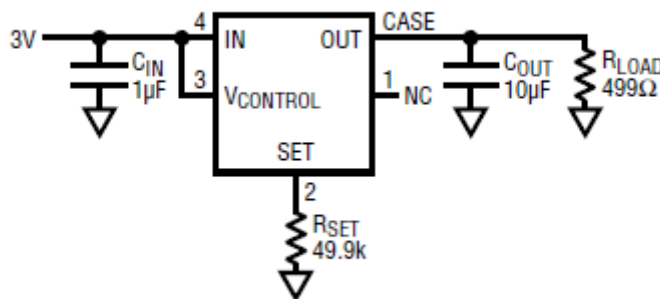 4
CASE
3V
IN
OUT
CIN
1µF
3
VCONTROL
1
NC
COUT
10µF
RLOAD
499Ω
SET
2
RSET
49.9k